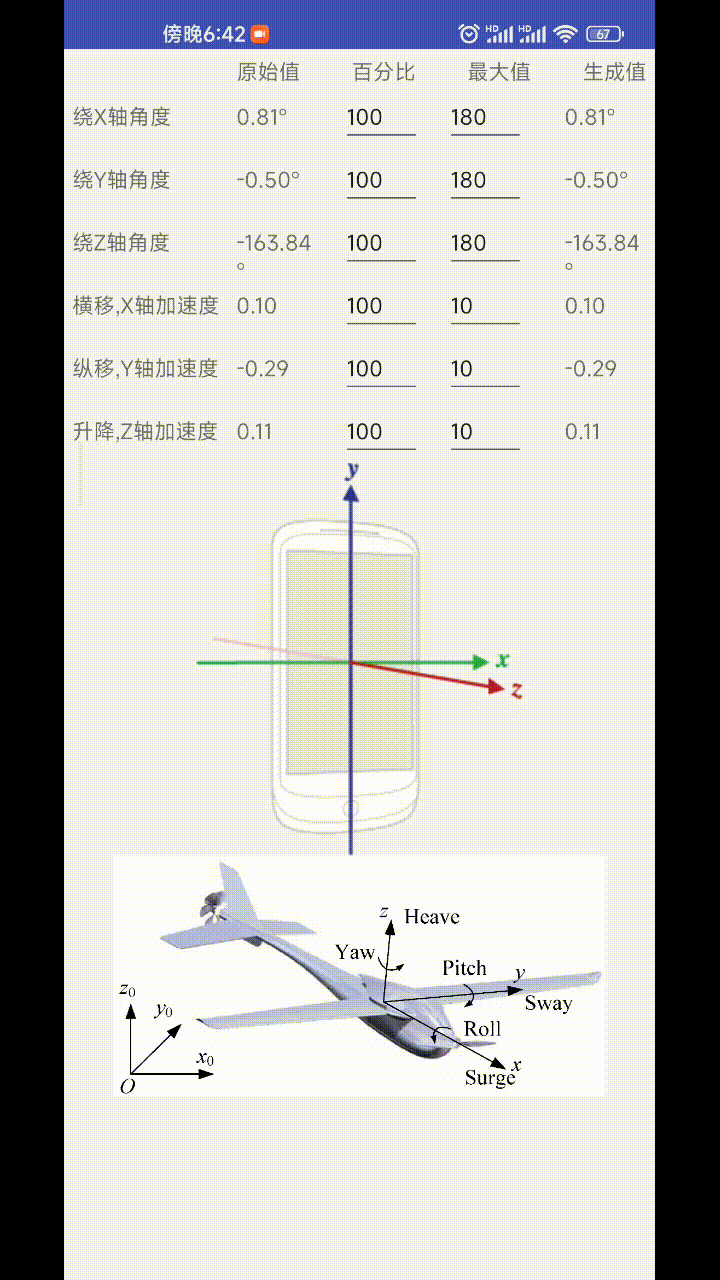 傍晚6:42 HD HD 67
原始值 百分比 最大值 生成值
绕X轴角度 0.81° 100 180 0.81°
绕Y轴角度 -0.50° 100 180 -0.50°
绕Z轴角度 -163.84° 100 180 -163.84°
横移,X轴加速度 0.10 100 10 0.10
纵移,Y轴加速度 -0.29 100 10 -0.29
升降,Z轴加速度 0.11 100 10 0.11
y
x
z
z Heave
Yaw
Pitch y
Sway
z₀
y₀
Roll
x₀
x
Surge
O